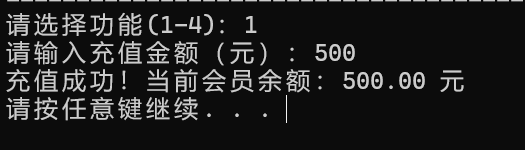 请选择功能(1-4): 1
请输入充值金额（元）: 500
充值成功! 当前会员余额: 500.00 元
请按任意键继续. . .